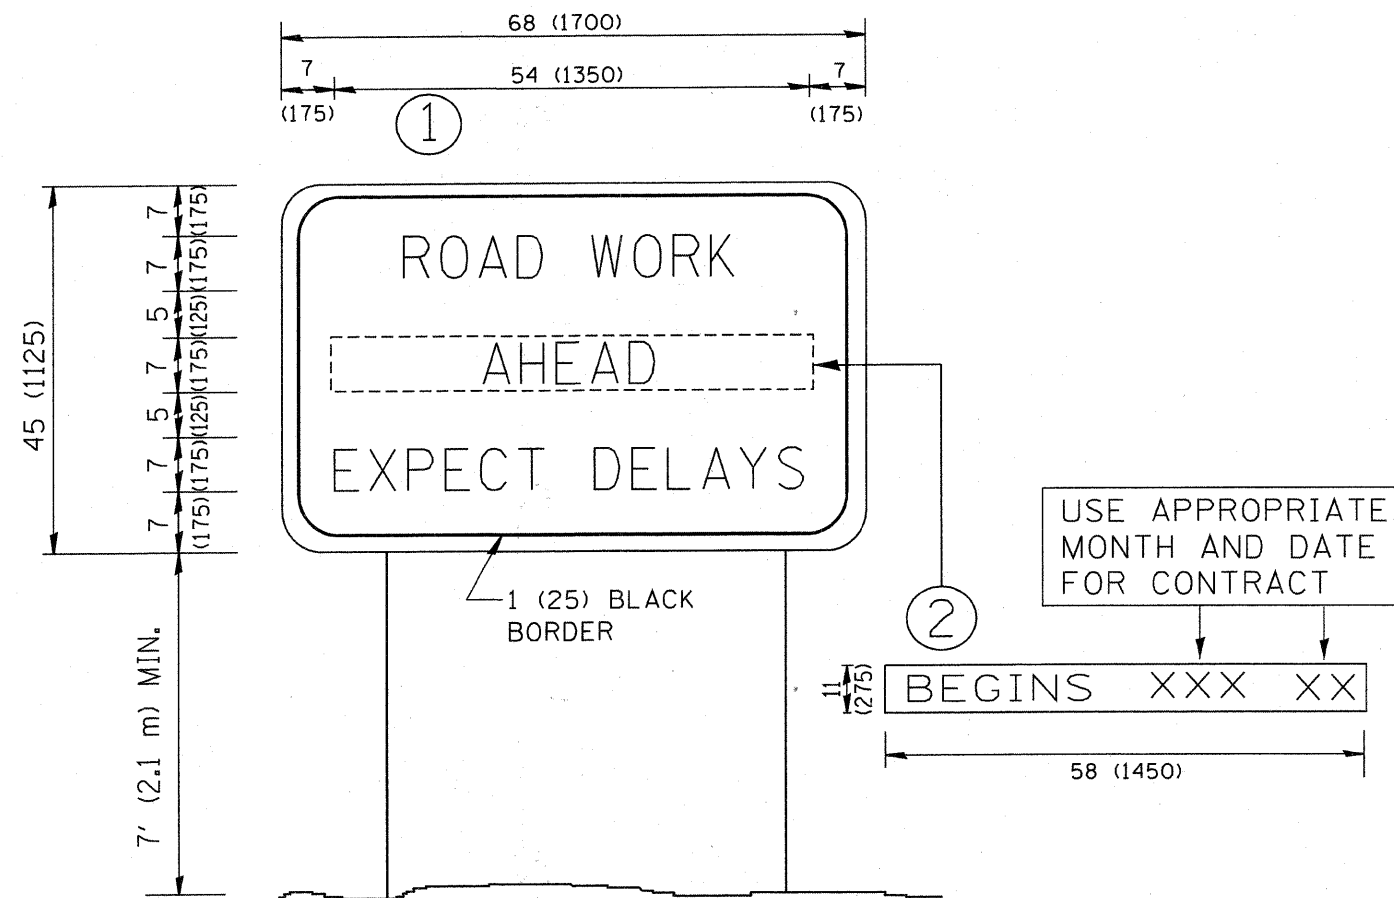 68 (1700)
7
54 (1350)
7
(175)
(175)
1
45 (1125)
7 (175)
7 (175)
5 (125)
7 (175)
5 (125)
7 (175)
7 (175)
ROAD WORK
AHEAD
EXPECT DELAYS
1 (25) BLACK
BORDER
7' (2.1 m) MIN.
USE APPROPRIATE
MONTH AND DATE
FOR CONTRACT
2
11
(275)
BEGINS XXX XX
58 (1450)